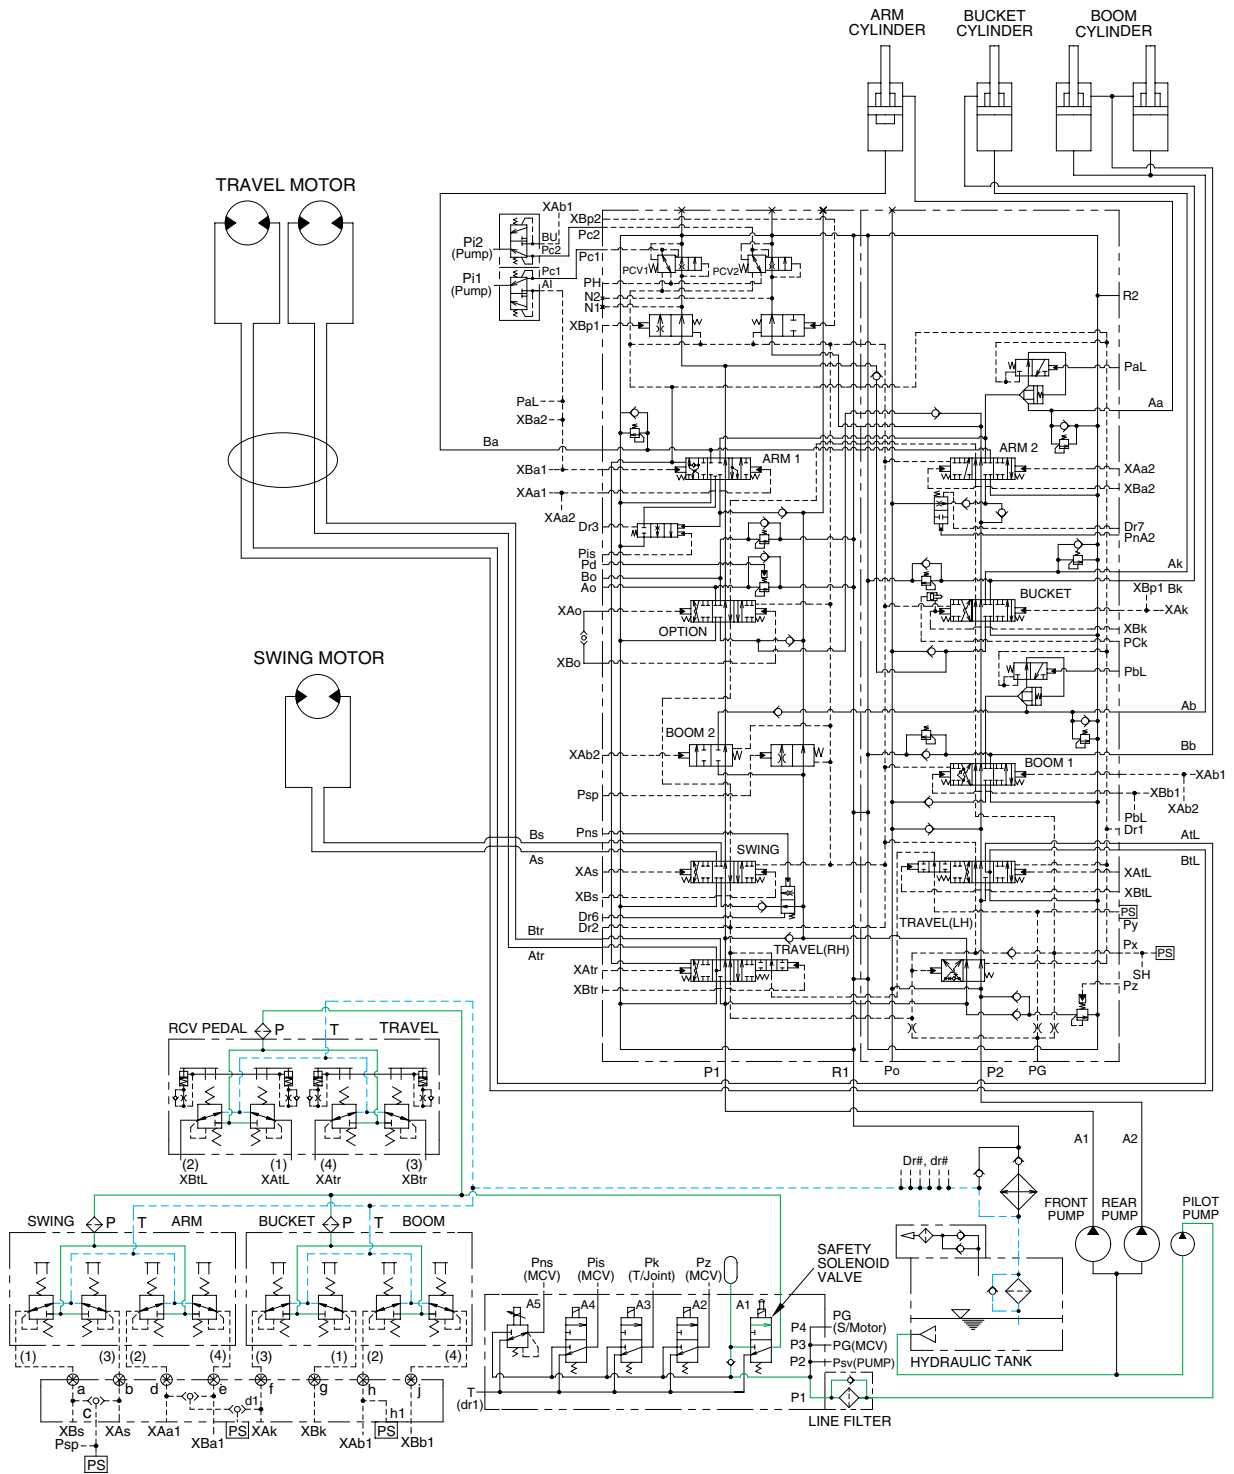 ARM
CYLINDER
BUCKET
CYLINDER
BOOM
CYLINDER
TRAVEL MOTOR
XAb1
BU
Pi2
(Pump)
Pc2
Pc1
Pi1
(Pump)
AI
XBp2
Pc2
Pc1
PH
N2
N1
XBp1
PCV1
PCV2
R2
PaL
Aa
PaL
XBa2
Ba
XBa1
XAa1
XAa2
ARM 1
ARM 2
XAa2
XBa2
Dr7
PnA2
Dr3
Pis
Pd
Bo
Ao
Ak
XBp1 Bk
XAo
XBo
OPTION
BUCKET
XAk
XBk
PCk
PbL
SWING MOTOR
Ab
BOOM 2
Bb
XAb2
BOOM 1
XAb1
XBb1
XAb2
Psp
PbL
Dr1
Bs
As
Pns
SWING
AtL
BtL
XAs
XBs
Dr6
Dr2
XAtL
XBtL
PS
Py
TRAVEL(LH)
Btr
Atr
TRAVEL(RH)
Px
PS
SH
Pz
XAtr
XBtr
RCV PEDAL
P
T
TRAVEL
P1
R1
Po
P2
PG
(2)
XBtL
(1)
XAtL
(4)
XAtr
(3)
XBtr
A1
A2
Dr#, dr#
FRONT
PUMP
REAR
PUMP
PILOT
PUMP
SWING
P
T
ARM
BUCKET
P
T
BOOM
SAFETY
SOLENOID
VALVE
Pns
(MCV)
Pis
(MCV)
Pk
(T/Joint)
Pz
(MCV)
A5
A4
A3
A2
A1
PG
P4
(S/Motor)
P3
PG(MCV)
P2
Psv(PUMP)
P1
T
(dr1)
HYDRAULIC TANK
LINE FILTER
(1)
(3)
(2)
(4)
(3)
(1)
(2)
(4)
a
b
d
e
f
g
h
j
c
d1
h1
XBs
XAs
XAa1
XBa1
PS
XAk
XBk
XAb1
PS
XBb1
Psp
PS